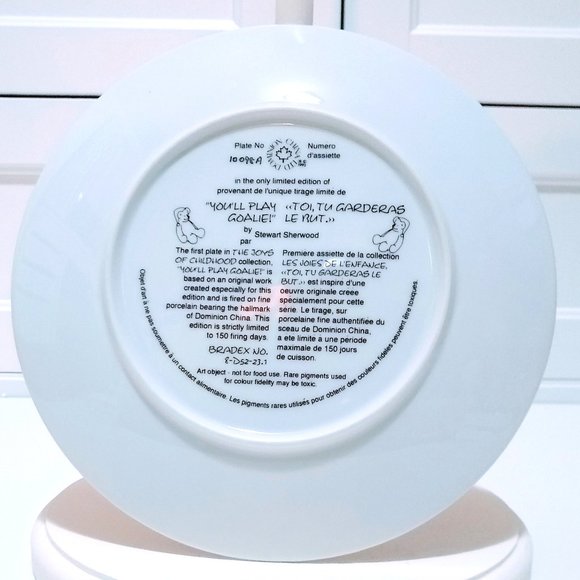 Plate No
Numero
d'assiette
10098A
DOMINION CHINA
in the only limited edition of
provenant de l'unique tirage limite de
"YOU'LL PLAY
GOALIE!"
«TOI, TU GARDERAS
LE BUT.»
by
par
Stewart Sherwood
The first plate in THE JOYS
OF CHILDHOOD collection,
"YOU'LL PLAY GOALIE!" is
based on an original work
created especially for this
edition and is fired on fine
porcelain bearing the hallmark
of Dominion China. This
edition is strictly limited
to 150 firing days.
BRADEX NO.
8-D52-23.1
Premiere assiette de la collection
LES JOIES DE L'ENFANCE,
«TOI, TU GARDERAS LE
BUT.» est inspire d'une
oeuvre originale creee
specialement pour cette
serie. Le tirage, sur
porcelaine fine authentifiee du
sceau de Dominion China,
a ete limite a une periode
maximale de 150 jours
de cuisson.
Art object - not for food use. Rare pigments used
for colour fidelity may be toxic.
Objet d'art à ne pas soumettre à un contact alimentaire. Les pigments rares utilisés pour obtenir des couleurs fidèles peuvent être toxiques.